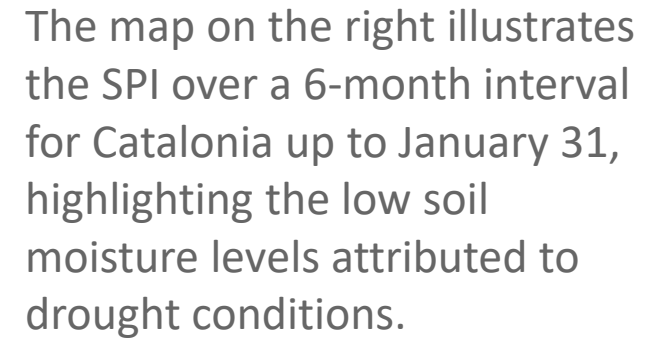 The map on the right illustrates
the SPI over a 6-month interval
for Catalonia up to January 31,
highlighting the low soil
moisture levels attributed to
drought conditions.